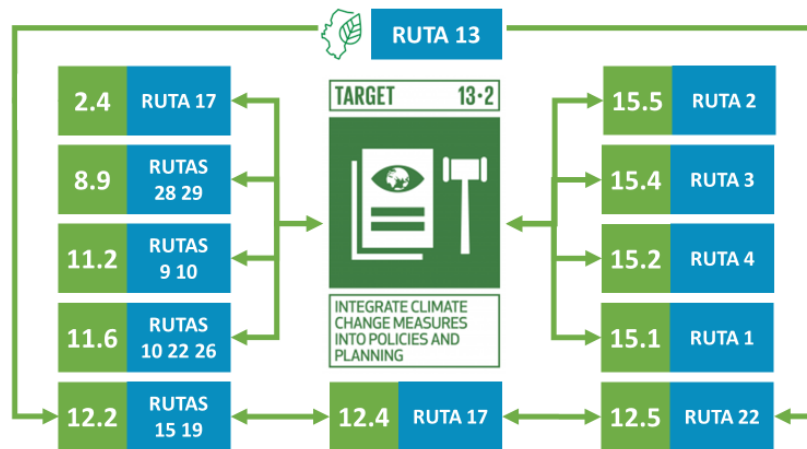 RUTA 13
TARGET 13•2
2.4 RUTA 17
8.9 RUTAS
28 29
11.2 RUTAS
9 10
11.6 RUTAS
10 22 26
12.2 RUTAS
15 19
INTEGRATE CLIMATE
CHANGE MEASURES
INTO POLICIES AND
PLANNING
12.4 RUTA 17
15.5 RUTA 2
15.4 RUTA 3
15.2 RUTA 4
15.1 RUTA 1
12.5 RUTA 22